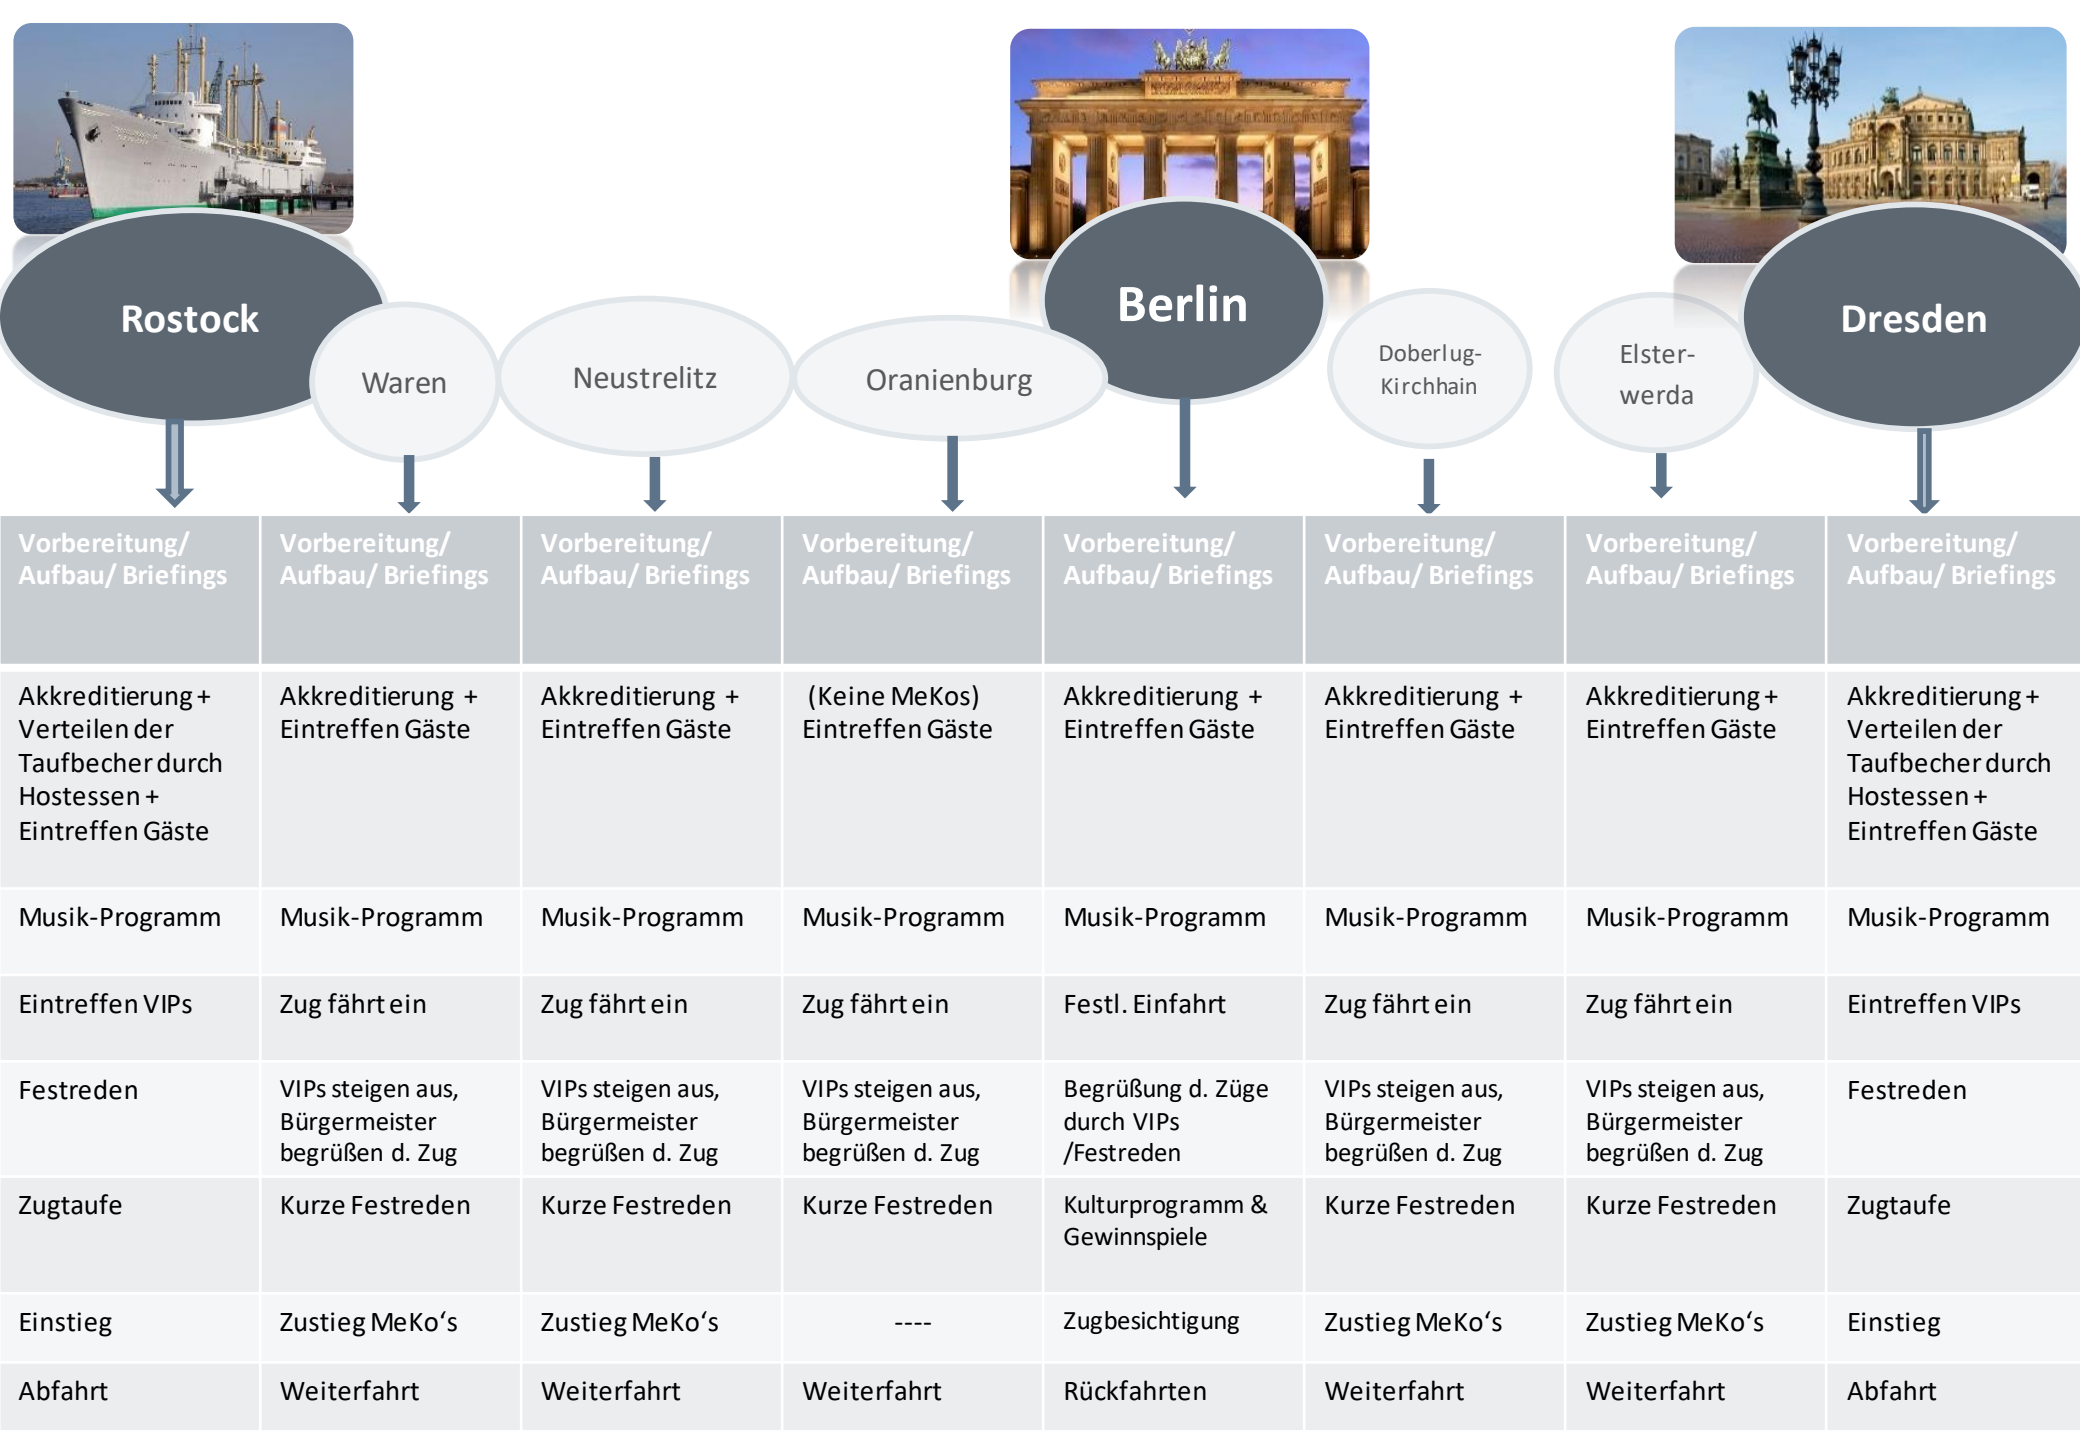 Rostock
Waren
Neustrelitz
Oranienburg
Berlin
Doberlug-
Kirchhain
Elster-
werda
Dresden
Vorbereitung/
Aufbau/ Briefings
Vorbereitung/
Aufbau/ Briefings
Vorbereitung/
Aufbau/ Briefings
Vorbereitung/
Aufbau/ Briefings
Vorbereitung/
Aufbau/ Briefings
Vorbereitung/
Aufbau/ Briefings
Vorbereitung/
Aufbau/ Briefings
Vorbereitung/
Aufbau/ Briefings
Akkreditierung +
Verteilen der
Taufbecher durch
Hostessen +
Eintreffen Gäste
Akkreditierung +
Eintreffen Gäste
Akkreditierung +
Eintreffen Gäste
(Keine MeKos)
Eintreffen Gäste
Akkreditierung +
Eintreffen Gäste
Akkreditierung +
Eintreffen Gäste
Akkreditierung +
Eintreffen Gäste
Akkreditierung +
Verteilen der
Taufbecher durch
Hostessen +
Eintreffen Gäste
Musik-Programm
Musik-Programm
Musik-Programm
Musik-Programm
Musik-Programm
Musik-Programm
Musik-Programm
Musik-Programm
Eintreffen VIPs
Zug fährt ein
Zug fährt ein
Zug fährt ein
Festl. Einfahrt
Zug fährt ein
Zug fährt ein
Eintreffen VIPs
Festreden
VIPs steigen aus,
Bürgermeister
begrüßen d. Zug
VIPs steigen aus,
Bürgermeister
begrüßen d. Zug
VIPs steigen aus,
Bürgermeister
begrüßen d. Zug
Begrüßung d. Züge
durch VIPs
/Festreden
VIPs steigen aus,
Bürgermeister
begrüßen d. Zug
VIPs steigen aus,
Bürgermeister
begrüßen d. Zug
Festreden
Zugtaufe
Kurze Festreden
Kurze Festreden
Kurze Festreden
Kulturprogramm &
Gewinnspiele
Kurze Festreden
Kurze Festreden
Zugtaufe
Einstieg
Zustieg MeKo‘s
Zustieg MeKo‘s
----
Zugbesichtigung
Zustieg MeKo‘s
Zustieg MeKo‘s
Einstieg
Abfahrt
Weiterfahrt
Weiterfahrt
Weiterfahrt
Rückfahrten
Weiterfahrt
Weiterfahrt
Abfahrt